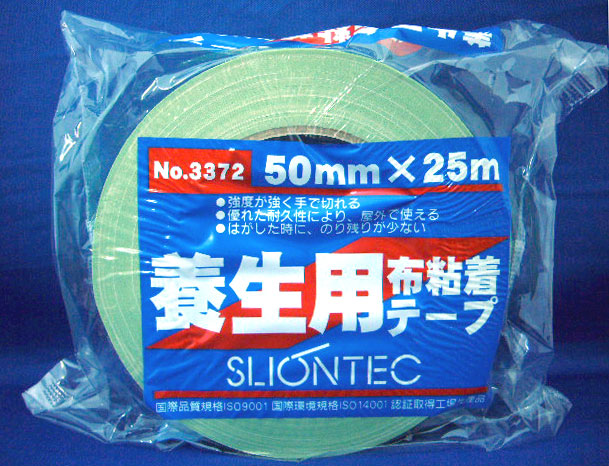 No.3372 50mm×25m
●強度が強く手で切れる
●優れた耐久性により、屋外で使える
●はがした時に、のり残りが少ない
養生用布粘着テープ
SLIONTEC
国際品質規格ISO9001 国際環境規格ISO14001 認証取得工場生産品